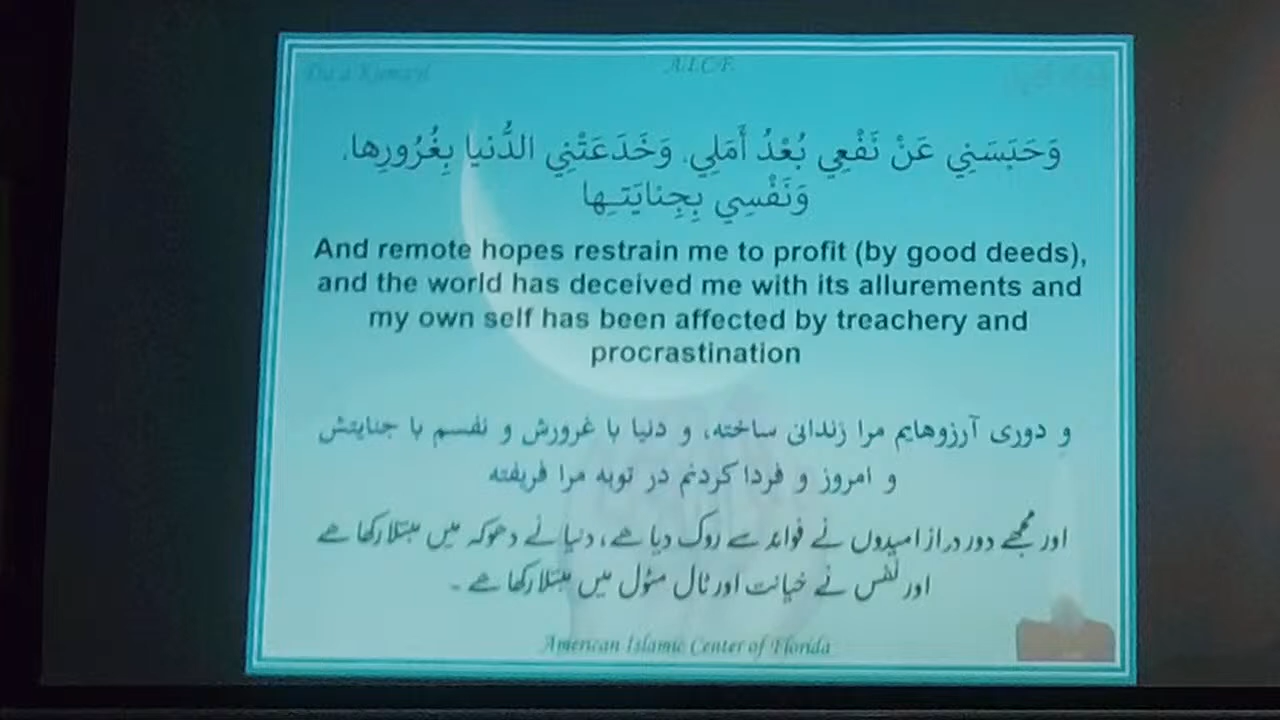 Du'a Kumayl
A.I.C.F.
وَحَبَسَنِي عَنْ نَفْعِي بُعْدُ أَمَلِي، وَخَدَعَتْنِي الدُّنيا بِغُرُورِها،
وَنَفْسِي بِجِنايَتـِها
And remote hopes restrain me to profit (by good deeds),
and the world has deceived me with its allurements and
my own self has been affected by treachery and
procrastination
و دوری آرزوهایم مرا زندانی ساخته، و دنیا با غرورش و نفسم با جنایتش
و امروز و فردا کردنم در توبه مرا فریفته
اور مجھے دور دراز امیدوں نے فوائد سے روک دیا ہے، دنیا نے دھوکہ میں مبتلا رکھا ہے
اور نفس نے خیانت اور ٹال مٹول میں مبتلا رکھا ہے ۔
American Islamic Center of Florida